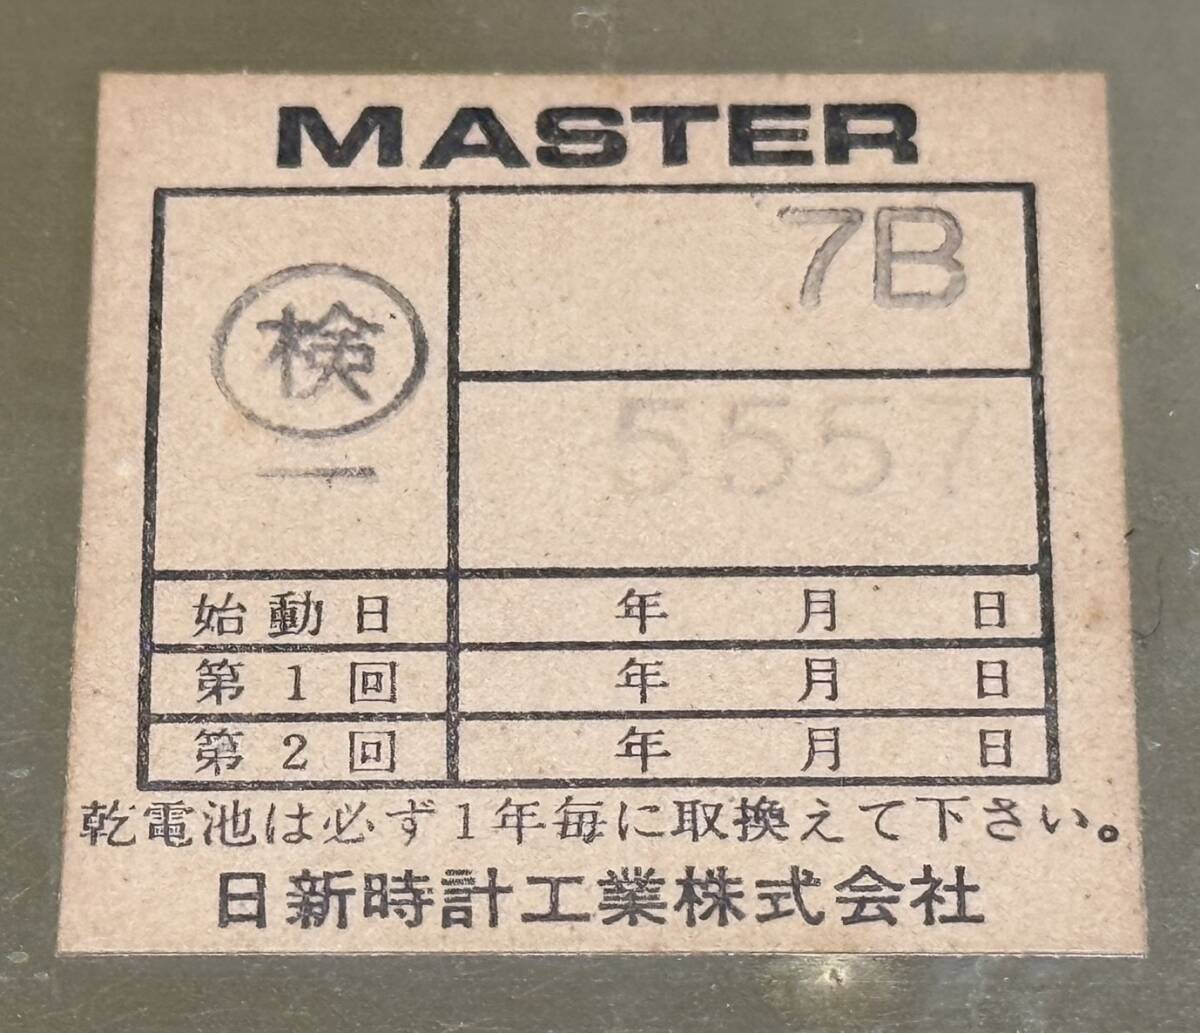 MASTER
検
一
7B
5557
始動日 年 月 日
第1回 年 月 日
第2回 年 月 日
乾電池は必ず1年毎に取換えて下さい。
日新時計工業株式会社